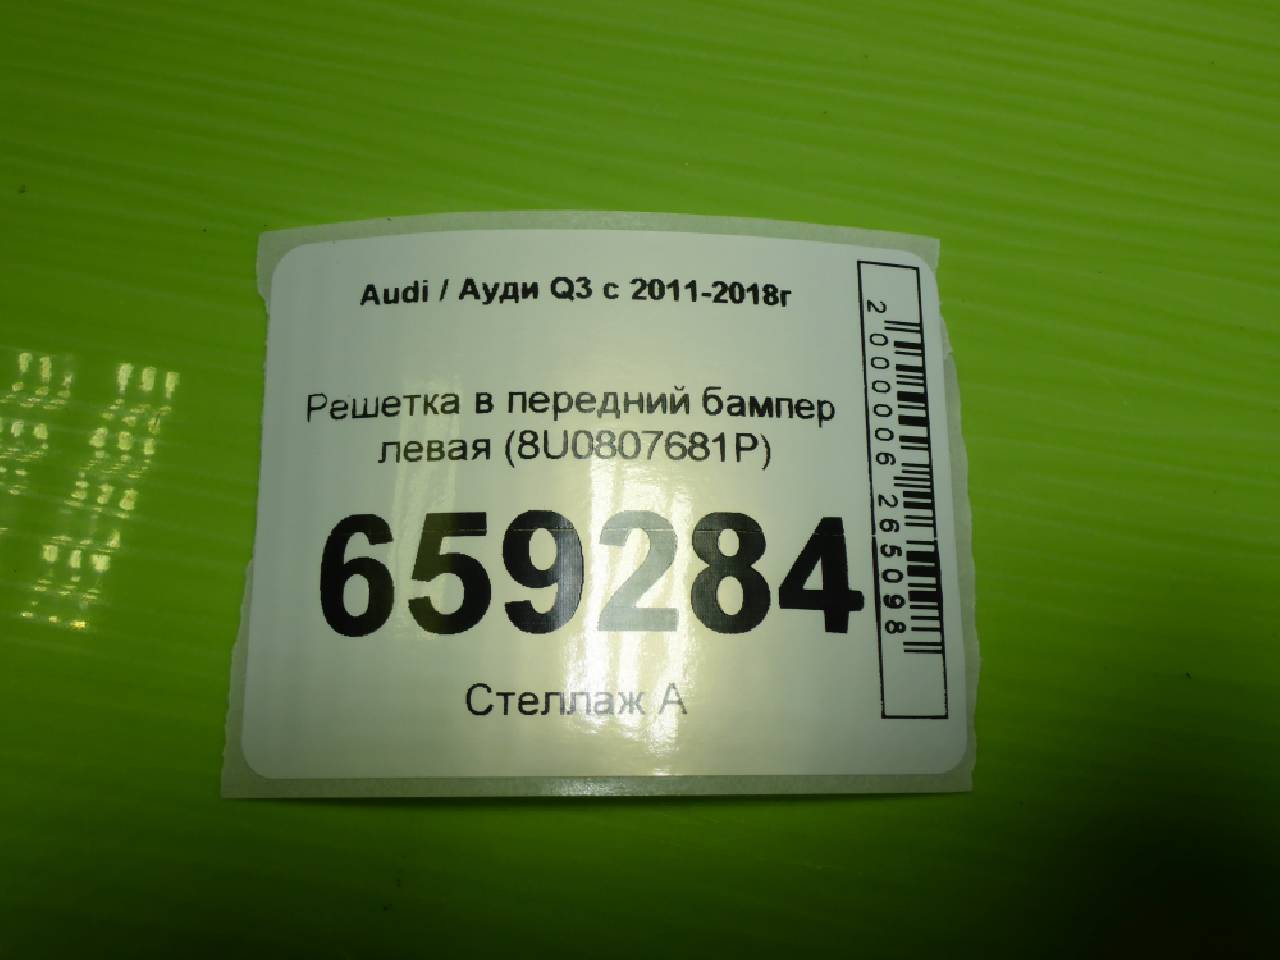 Audi / Ауди Q3 с 2011-2018г
Решетка в передний бампер
левая (8U0807681P)
659284
Стеллаж А
2000006265098